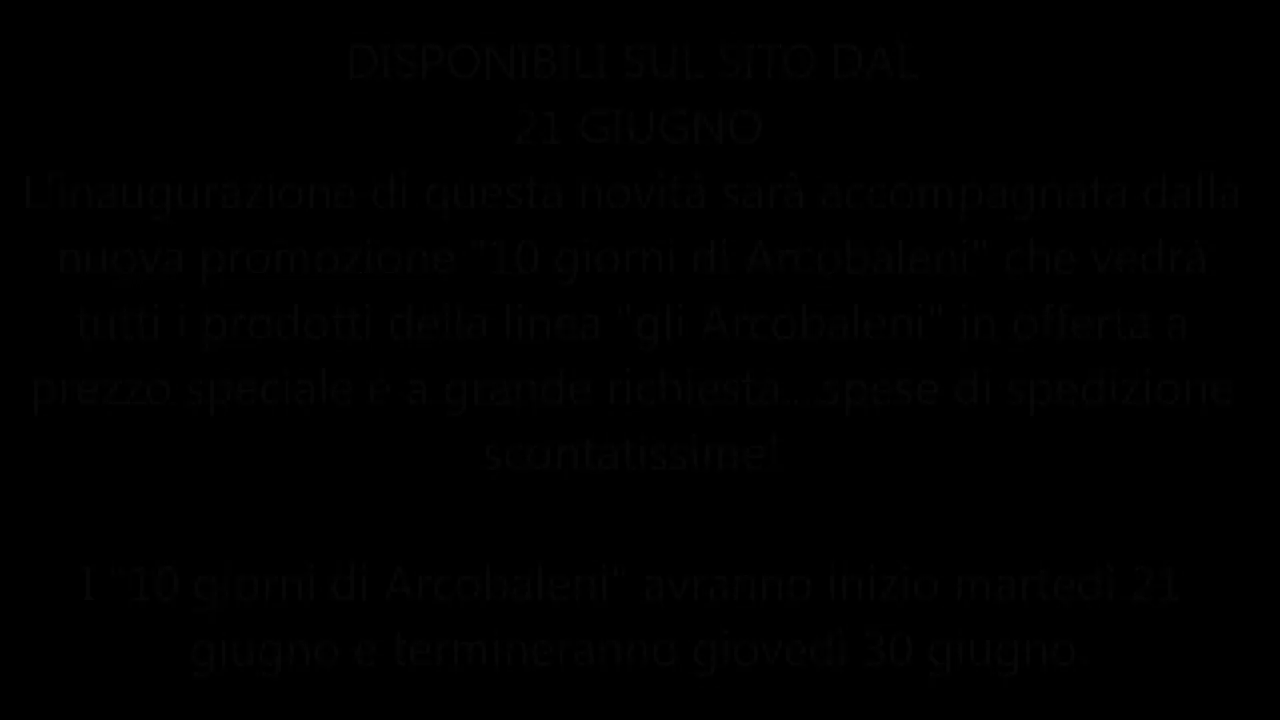 DISPONIBILI SUL SITO DAL
21 GIUGNO
L'inaugurazione di questa novità sarà accompagnata dalla
nuova promozione "10 giorni di Arcobaleni" che vedrà
tutti i prodotti della linea "gli Arcobaleni" in offerta a
prezzo speciale e a grande richiesta....spese di spedizione
scontatissime!
I "10 giorni di Arcobaleni" avranno inizio martedì 21
giugno e termineranno giovedì 30 giugno.